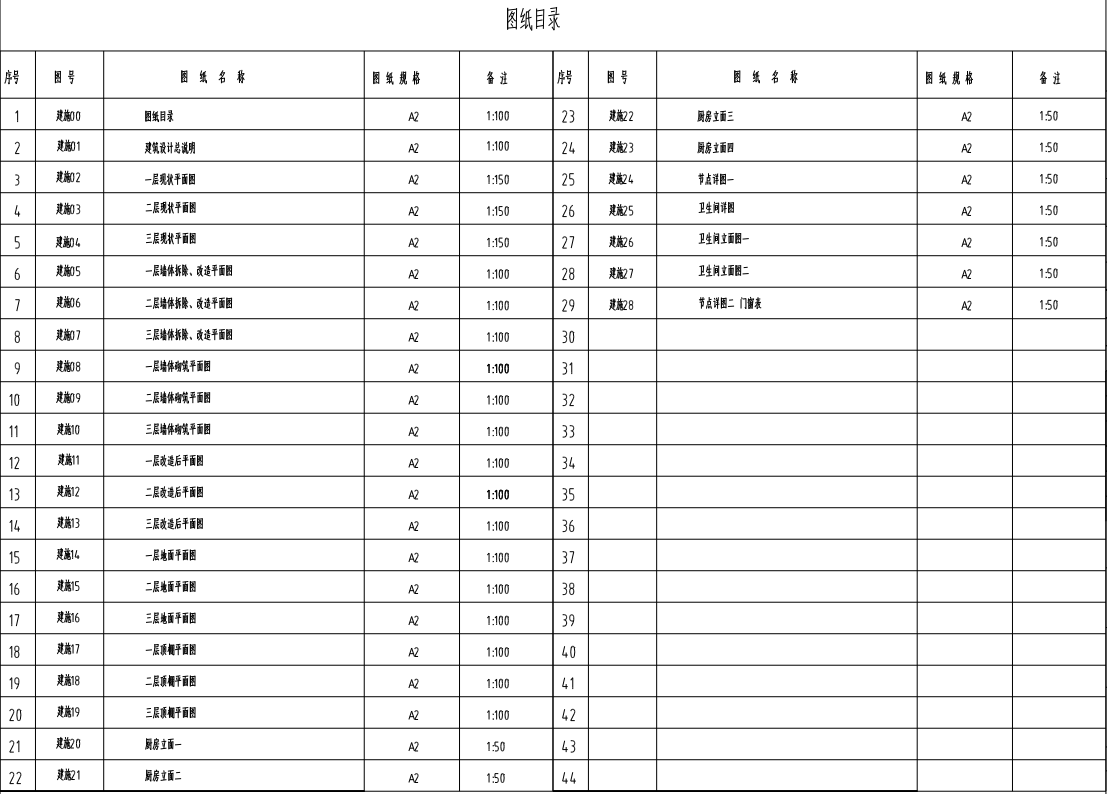 图纸目录
序号 图号 图纸名称 图纸规格 备注 序号 图号 图纸名称 图纸规格 备注
1 建施00 图纸目录 A2 1:100 23 建施22 厨房立面三 A2 1:50
2 建施01 建筑设计总说明 A2 1:100 24 建施23 厨房立面四 A2 1:50
3 建施02 一层现状平面图 A2 1:150 25 建施24 节点详图一 A2 1:50
4 建施03 二层现状平面图 A2 1:150 26 建施25 卫生间详图 A2 1:50
5 建施04 三层现状平面图 A2 1:150 27 建施26 卫生间立面图一 A2 1:50
6 建施05 一层墙体拆除、改造平面图 A2 1:100 28 建施27 卫生间立面图二 A2 1:50
7 建施06 二层墙体拆除、改造平面图 A2 1:100 29 建施28 节点详图二 门窗表 A2 1:50
8 建施07 三层墙体拆除、改造平面图 A2 1:100 30
9 建施08 一层墙体砌筑平面图 A2 1:100 31
10 建施09 二层墙体砌筑平面图 A2 1:100 32
11 建施10 三层墙体砌筑平面图 A2 1:100 33
12 建施11 一层改造后平面图 A2 1:100 34
13 建施12 二层改造后平面图 A2 1:100 35
14 建施13 三层改造后平面图 A2 1:100 36
15 建施14 一层地面平面图 A2 1:100 37
16 建施15 二层地面平面图 A2 1:100 38
17 建施16 三层地面平面图 A2 1:100 39
18 建施17 一层顶棚平面图 A2 1:100 40
19 建施18 二层顶棚平面图 A2 1:100 41
20 建施19 三层顶棚平面图 A2 1:100 42
21 建施20 厨房立面一 A2 1:50 43
22 建施21 厨房立面二 A2 1:50 44